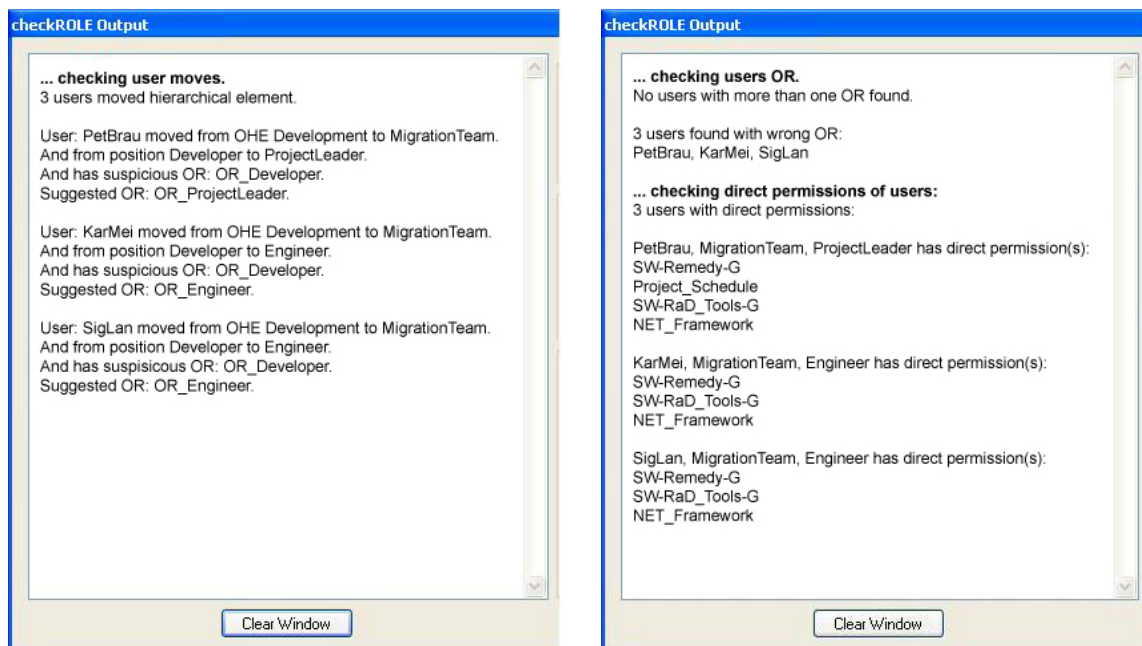 checkROLE Output
... checking user moves.
3 users moved hierarchical element.
User: PetBrau moved from OHE Development to MigrationTeam.
And from position Developer to ProjectLeader.
And has suspicious OR: OR_Developer.
Suggested OR: OR_ProjectLeader.
User: KarMei moved from OHE Development to MigrationTeam.
And from position Developer to Engineer.
And has suspicious OR: OR_Developer.
Suggested OR: OR_Engineer.
User: SigLan moved from OHE Development to MigrationTeam.
And from position Developer to Engineer.
And has suspisicous OR: OR_Developer.
Suggested OR: OR_Engineer.
Clear Window
checkROLE Output
... checking users OR.
No users with more than one OR found.
3 users found with wrong OR:
PetBrau, KarMei, SigLan
... checking direct permissions of users:
3 users with direct permissions:
PetBrau, MigrationTeam, ProjectLeader has direct permission(s):
SW-Remedy-G
Project_Schedule
SW-RaD_Tools-G
NET_Framework
KarMei, MigrationTeam, Engineer has direct permission(s):
SW-Remedy-G
SW-RaD_Tools-G
NET_Framework
SigLan, MigrationTeam, Engineer has direct permission(s):
SW-Remedy-G
SW-RaD_Tools-G
NET_Framework
Clear Window